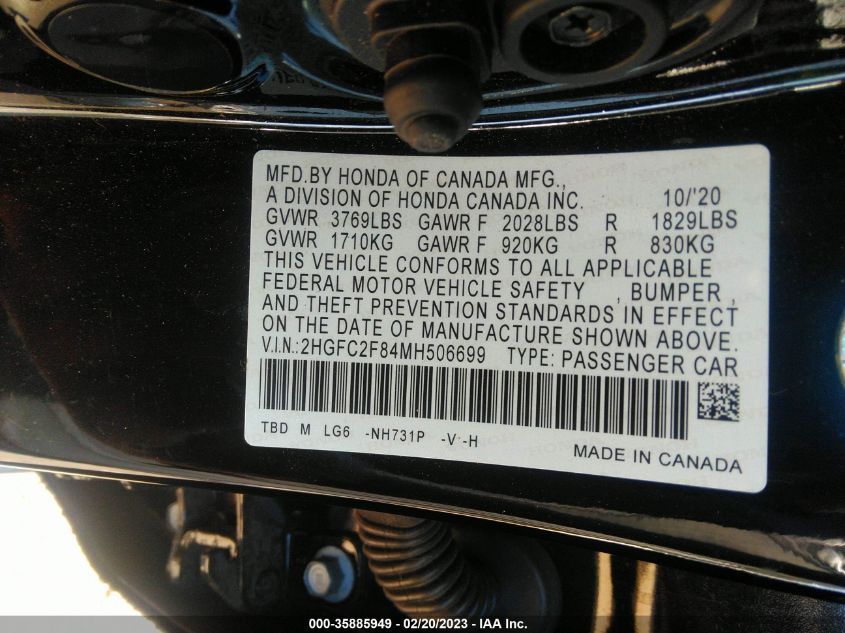 MFD.BY HONDA OF CANADA MFG.,
A DIVISION OF HONDA CANADA INC. 10/'20
GVWR 3769LBS GAWR F 2028LBS R 1829LBS
GVWR 1710KG GAWR F 920KG R 830KG
THIS VEHICLE CONFORMS TO ALL APPLICABLE
FEDERAL MOTOR VEHICLE SAFETY , BUMPER ,
AND THEFT PREVENTION STANDARDS IN EFFECT
ON THE DATE OF MANUFACTURE SHOWN ABOVE.
V.I.N.:2HGFC2F84MH506699 TYPE: PASSENGER CAR
TBD M LG6 -NH731P -V -H
MADE IN CANADA
000-35885949 - 02/20/2023 - IAA Inc.